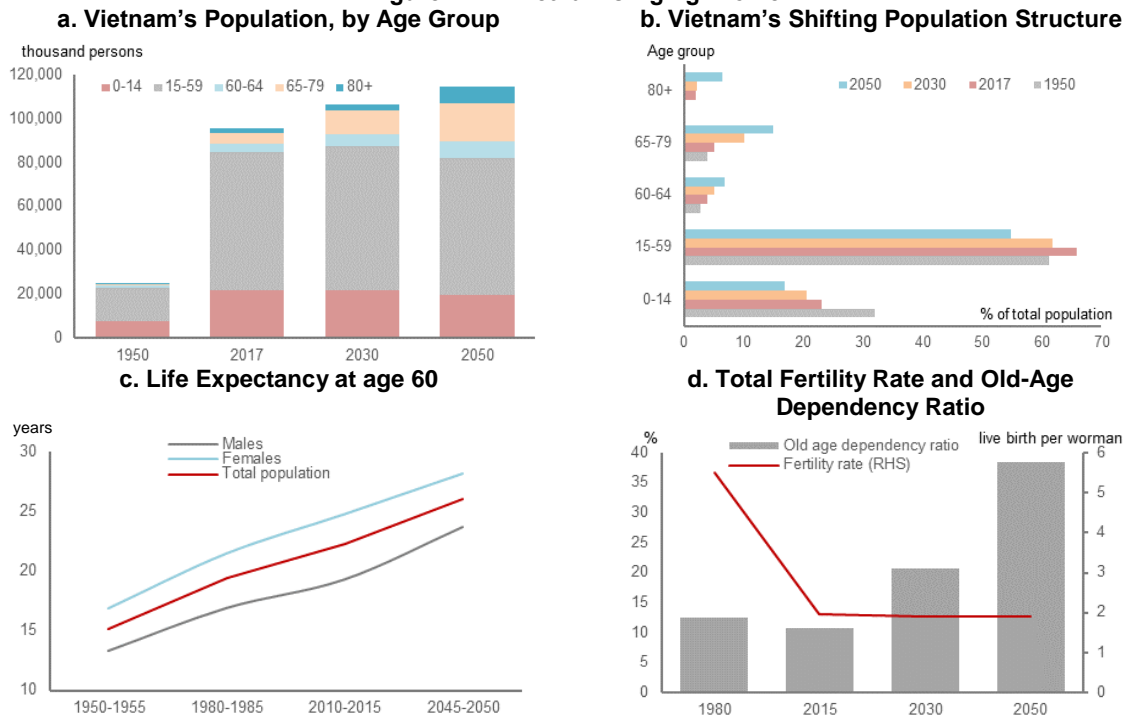 a. Vietnam's Population, by Age Group
thousand persons
120,000
100,000
80,000
60,000
40,000
20,000
0
0-14 15-59 60-64 65-79 80+
1950 2017 2030 2050
b. Vietnam's Shifting Population Structure
Age group
2050 2030 2017 1950
80+
65-79
60-64
15-59
0-14
% of total population
0 10 20 30 40 50 60 70
c. Life Expectancy at age 60
years
30
25
20
15
10
Males
Females
Total population
1950-1955 1980-1985 2010-2015 2045-2050
d. Total Fertility Rate and Old-Age
Dependency Ratio
% live birth per worman
Old age dependency ratio
Fertility rate (RHS)
40
35
30
25
20
15
10
5
0
6
5
4
3
2
1
0
1980 2015 2030 2050